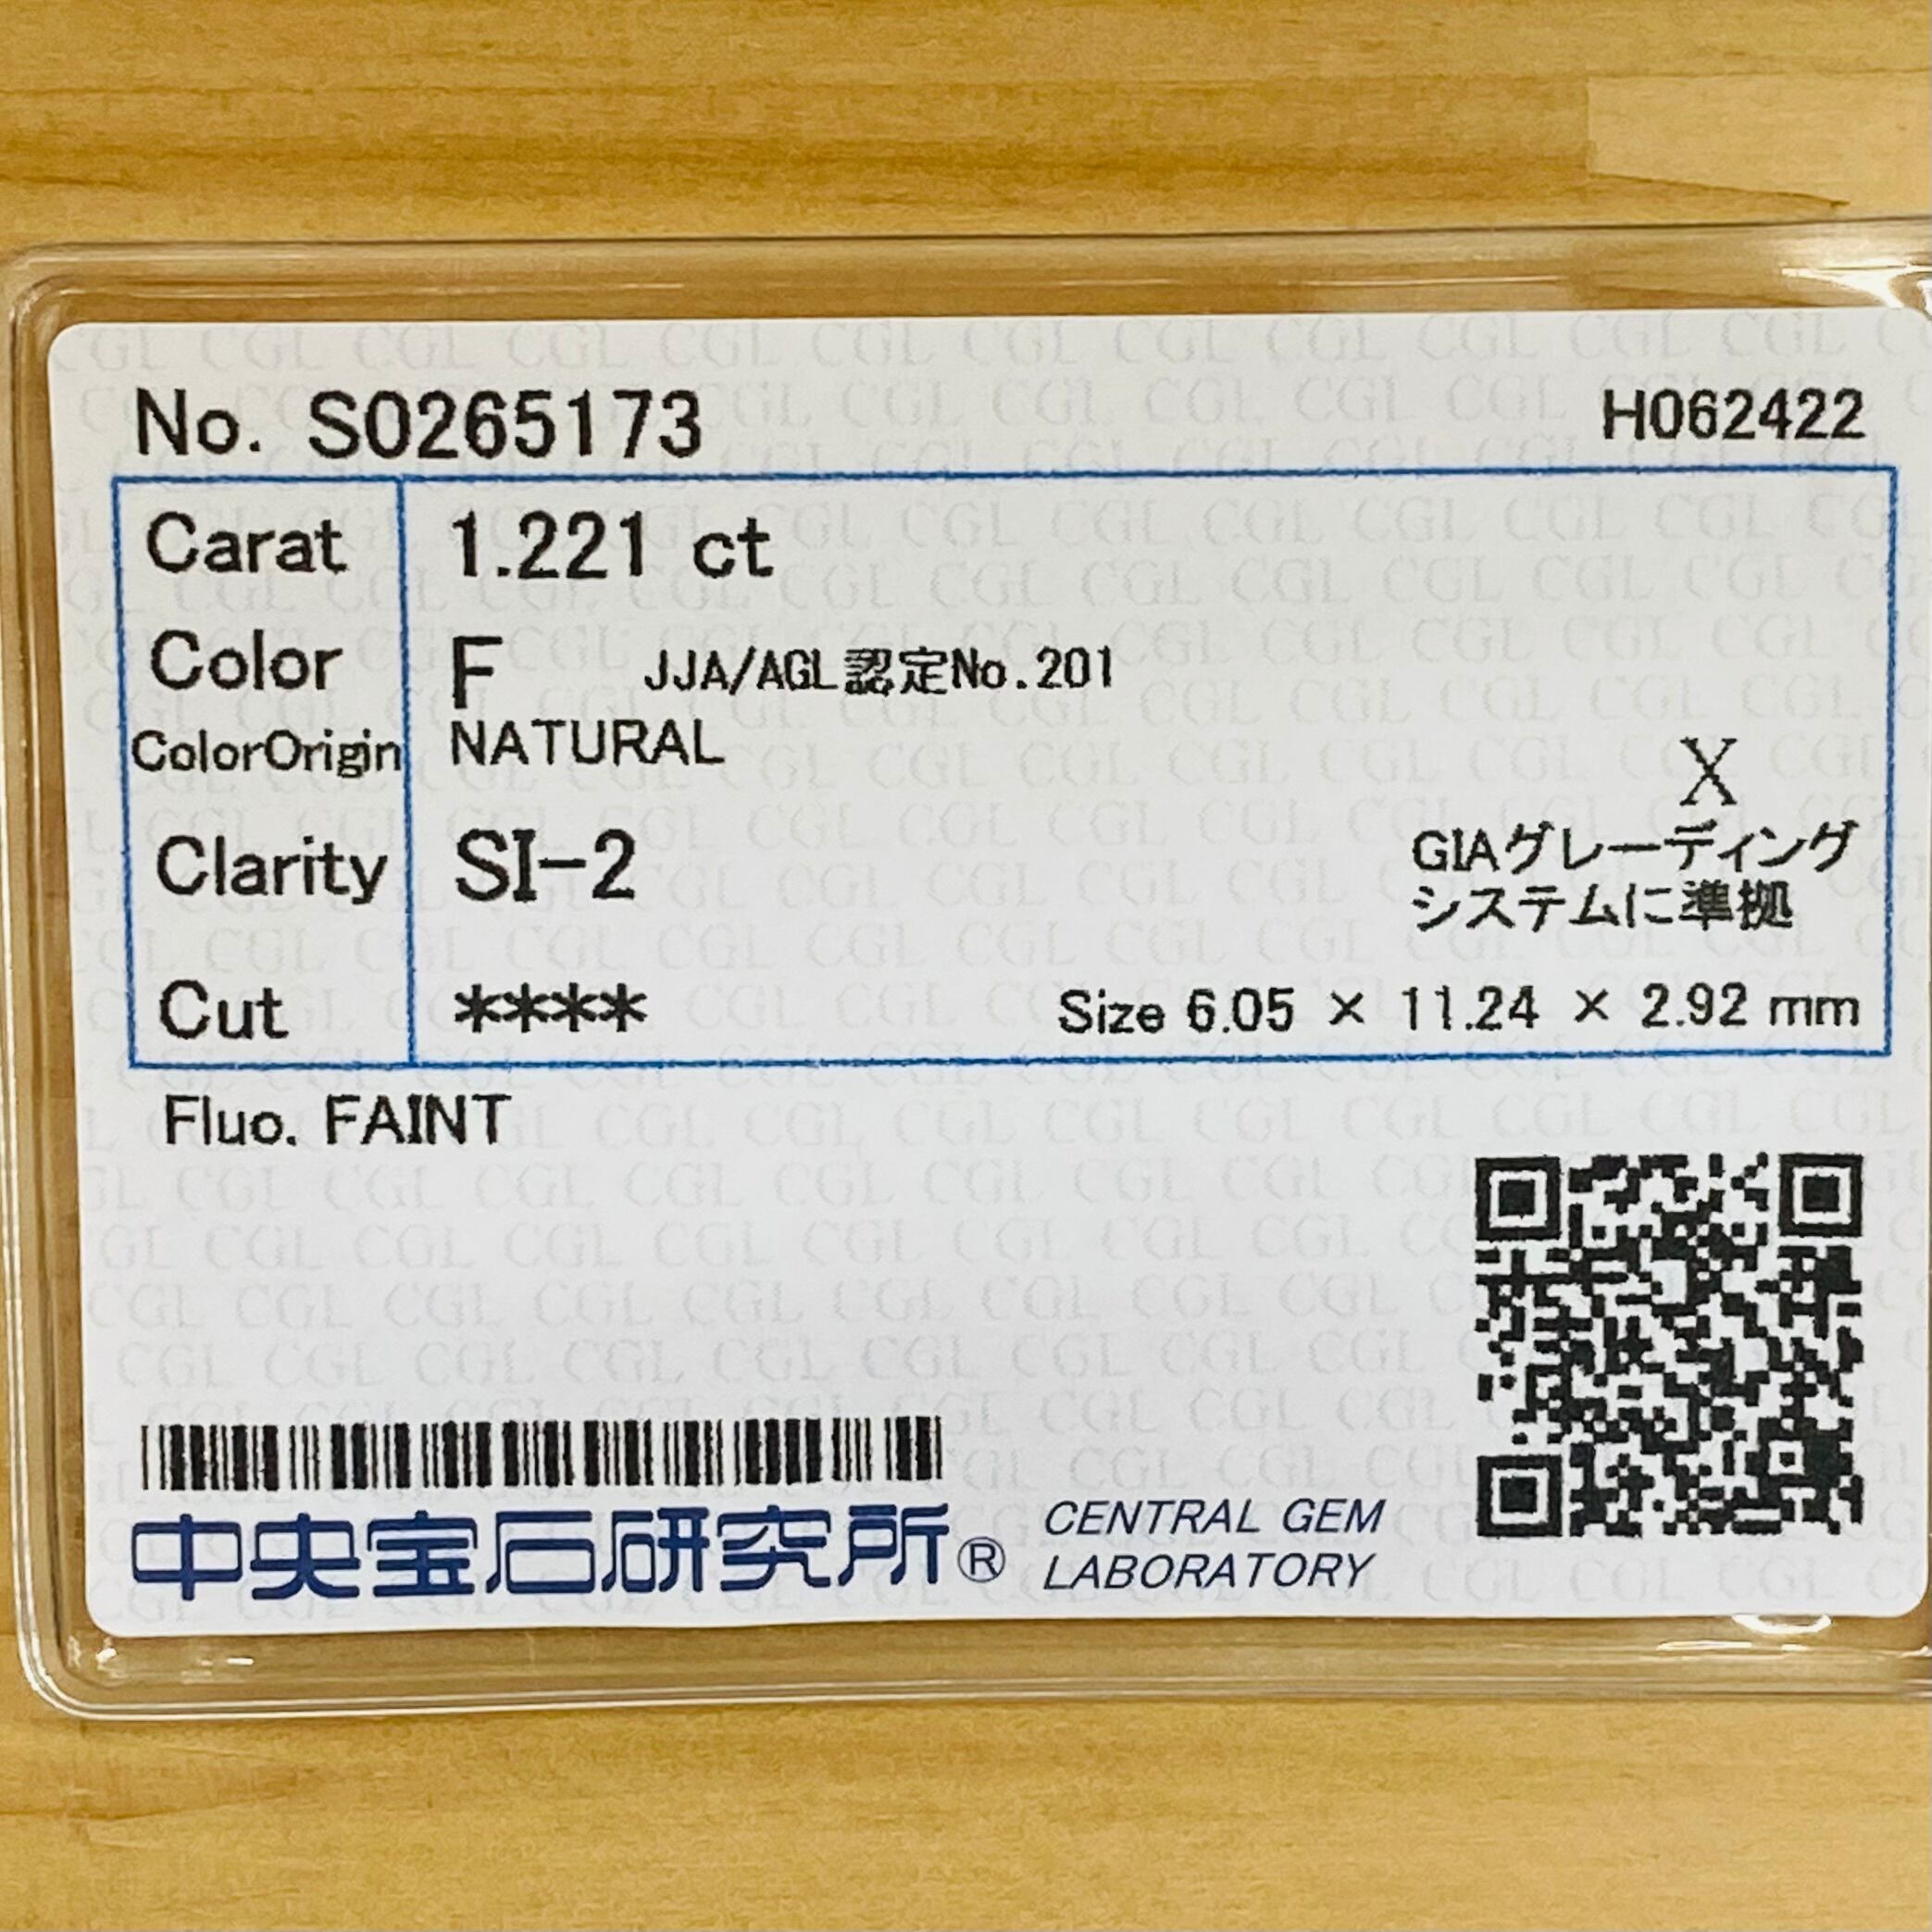 No. S0265173 H062422
Carat 1.221 ct
Color F JJA/AGL認定No.201
ColorOrigin NATURAL
X
Clarity SI-2
GIAグレーディング
システムに準拠
Cut **** Size 6.05 × 11.24 × 2.92 mm
Fluo. FAINT
中央宝石研究所® CENTRAL GEM
LABORATORY